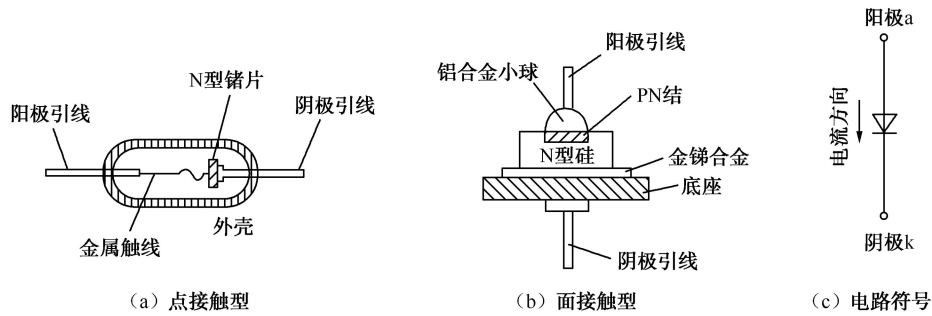 N型锗片
阳极引线
阴极引线
金属触线
外壳
(a) 点接触型
阳极引线
铝合金小球
PN结
N型硅
金锑合金
底座
阴极引线
(b) 面接触型
阳极a
电流方向
阴极k
(c) 电路符号